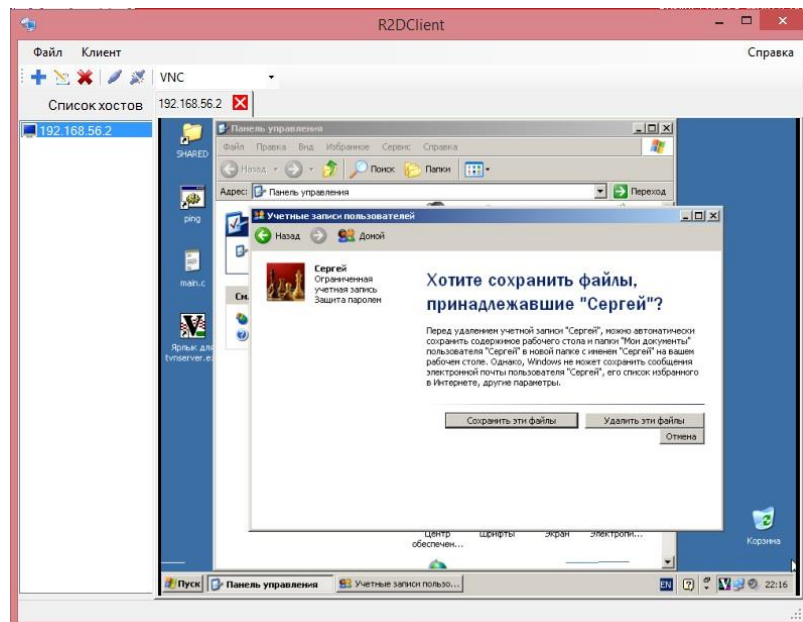 R2DClient
Файл Клиент Справка
VNC
Список хостов 192.168.56.2
192.168.56.2
SHARED
ping
main.c
Ярлык для
tvnserver.e
Панель управления
Файл Правка Вид Избранное Сервис Справка
Назад Поиск Папки
Адрес: Панель управления Переход
См.
Учетные записи пользователей
Назад Домой
Сергей
Ограниченная
учетная запись
Защита паролем
Хотите сохранить файлы,
принадлежавшие "Сергей"?
Перед удалением учетной записи "Сергей", можно автоматически
сохранить содержимое рабочего стола и папки "Мои документы"
пользователя "Сергей" в новой папке с именем "Сергей" на вашем
рабочем столе. Однако, Windows не может сохранить сообщения
электронной почты пользователя "Сергей", его список избранного
в Интернете, другие параметры.
Сохранить эти файлы Удалить эти файлы
Отмена
Центр Шрифты Экран Электропи...
обеспечен...
Корзина
Пуск Панель управления Учетные записи пользо... EN 22:16